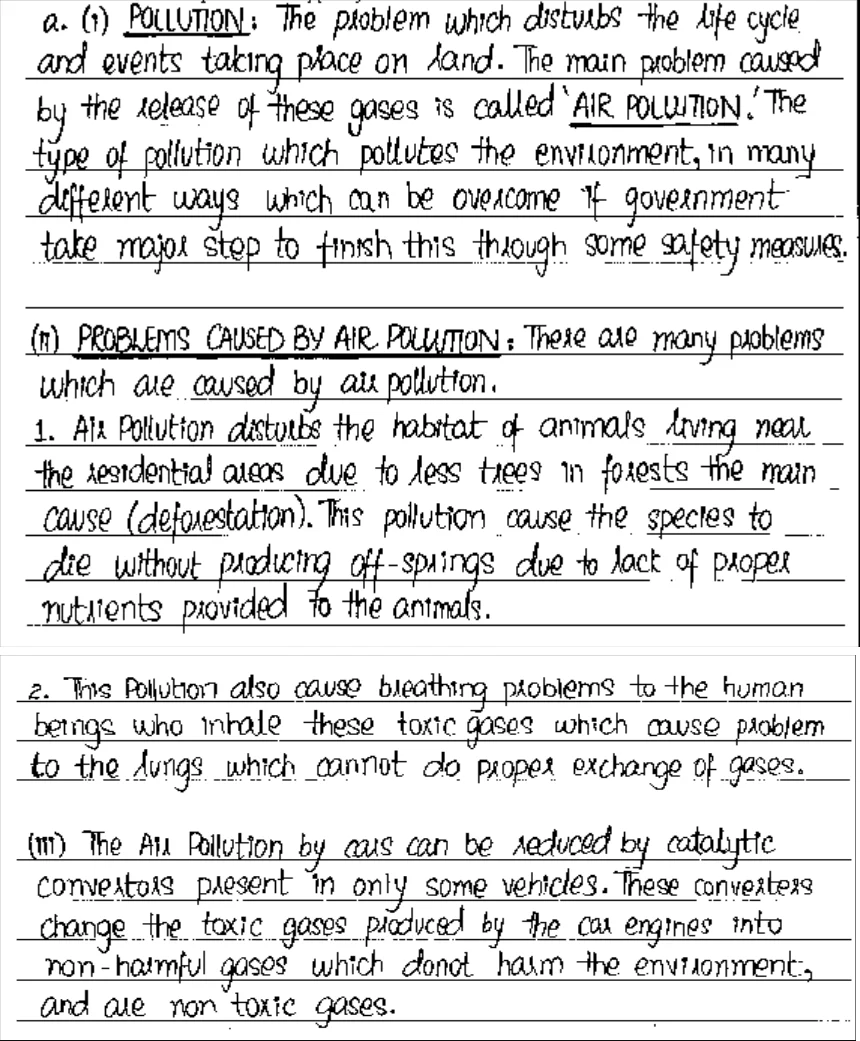 a. (i) POLLUTION: The problem which disturbs the life cycle
and events taking place on land. The main problem caused
by the release of these gases is called 'AIR POLLUTION.' The
type of pollution which pollutes the environment, in many
different ways which can be overcome if government
take major step to finish this through some safety measures.
(ii) PROBLEMS CAUSED BY AIR POLLUTION: There are many problems
which are caused by air pollution.
1. Air Pollution disturbs the habitat of animals living near
the residential areas due to less trees in forests the main
cause (deforestation). This pollution cause the species to
die without producing off-springs due to lack of proper
nutrients provided to the animals.
2. This Pollution also cause breathing problems to the human
beings who inhale these toxic gases which cause problem
to the lungs which cannot do proper exchange of gases.
(iii) The Air Pollution by cars can be reduced by catalytic
convertors present in only some vehicles. These converters
change the toxic gases produced by the car engines into
non-harmful gases which donot harm the environment,
and are non toxic gases.